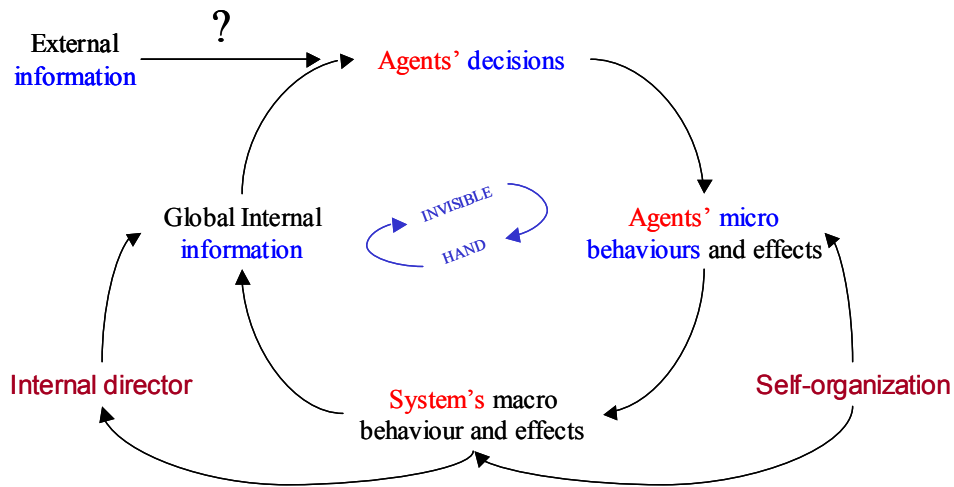 ?
External
information
Agents’ decisions
INVISIBLE
HAND
Global Internal
information
Agents’ micro
behaviours and effects
Internal director
System’s macro
behaviour and effects
Self-organization